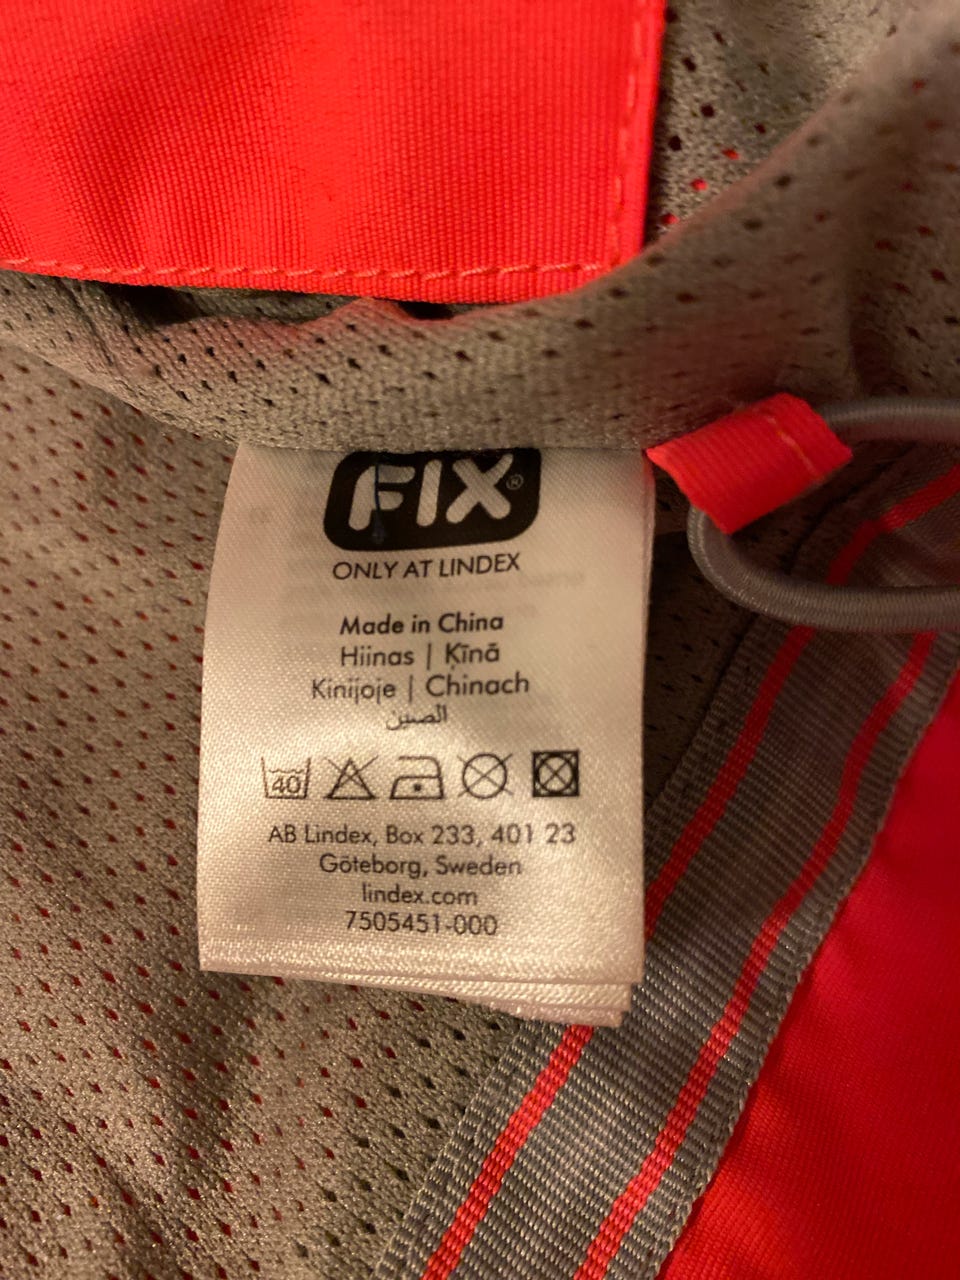 FIX®
ONLY AT LINDEX
Made in China
Hiinas | Ķīnā
Kinijoje | Chinach
الصين
40
AB Lindex, Box 233, 401 23
Göteborg, Sweden
lindex.com
7505451-000